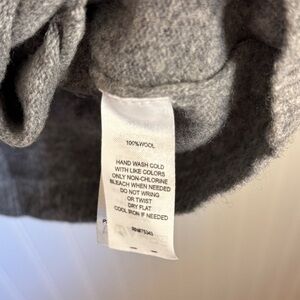 100% WOOL
HAND WASH COLD
WITH LIKE COLORS
ONLY NON-CHLORINE
BLEACH WHEN NEEDED
DO NOT WRING
OR TWIST
DRY FLAT
COOL IRON IF NEEDED